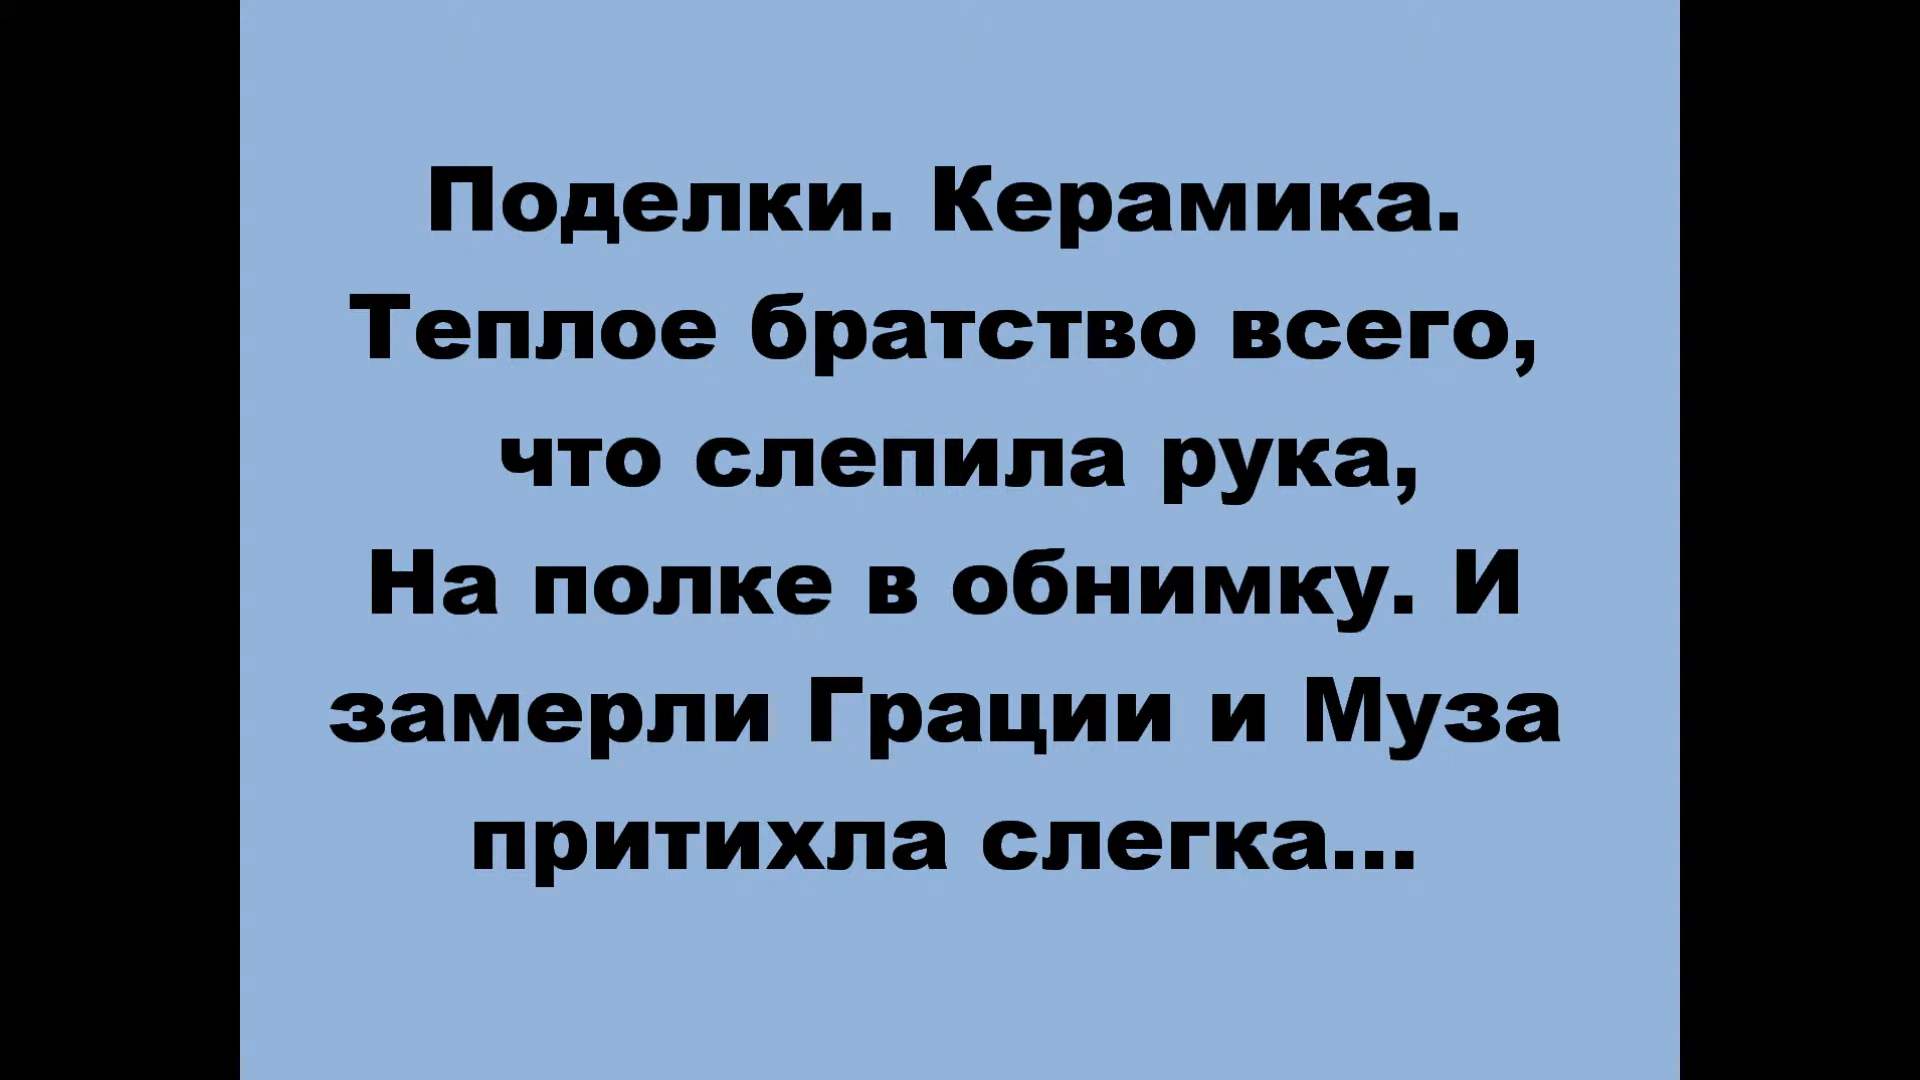 Поделки. Керамика.
Теплое братство всего,
что слепила рука,
На полке в обнимку. И
замерли Грации и Муза
притихла слегка...